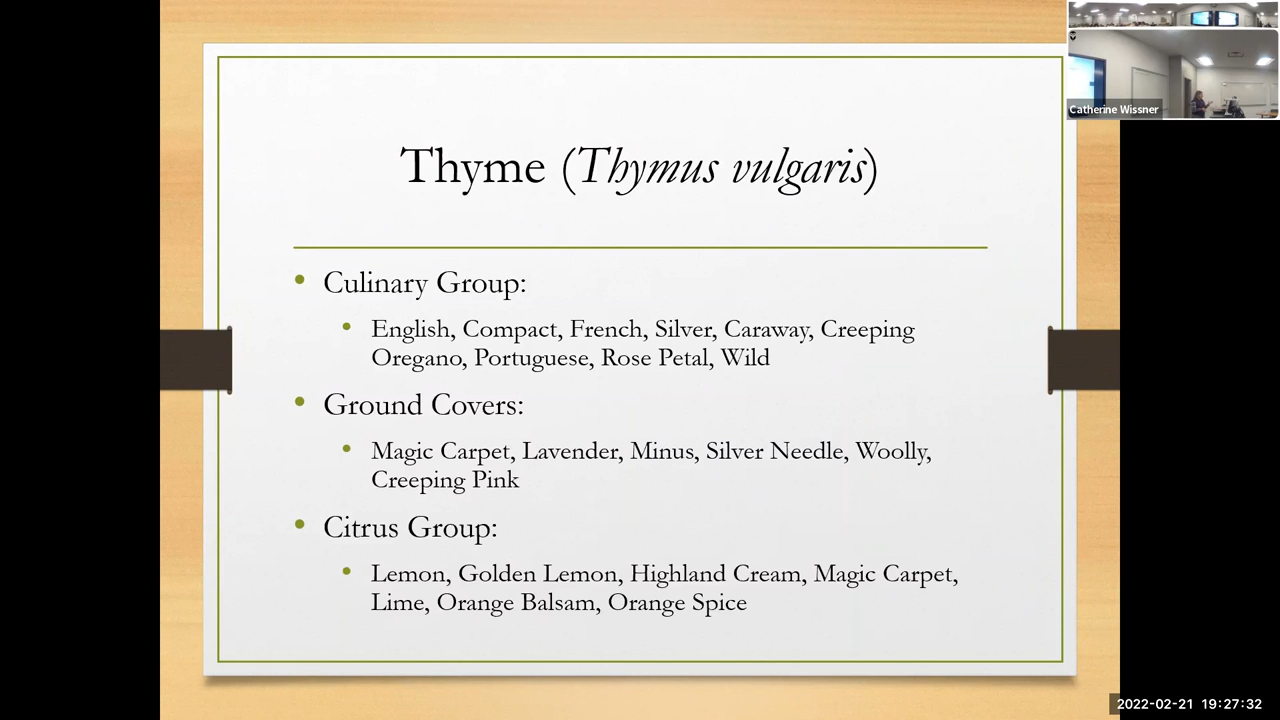 Catherine Wissner
Thyme (Thymus vulgaris)
• Culinary Group:
• English, Compact, French, Silver, Caraway, Creeping
Oregano, Portuguese, Rose Petal, Wild
• Ground Covers:
• Magic Carpet, Lavender, Minus, Silver Needle, Woolly,
Creeping Pink
• Citrus Group:
• Lemon, Golden Lemon, Highland Cream, Magic Carpet,
Lime, Orange Balsam, Orange Spice
2022-02-21 19:27:32